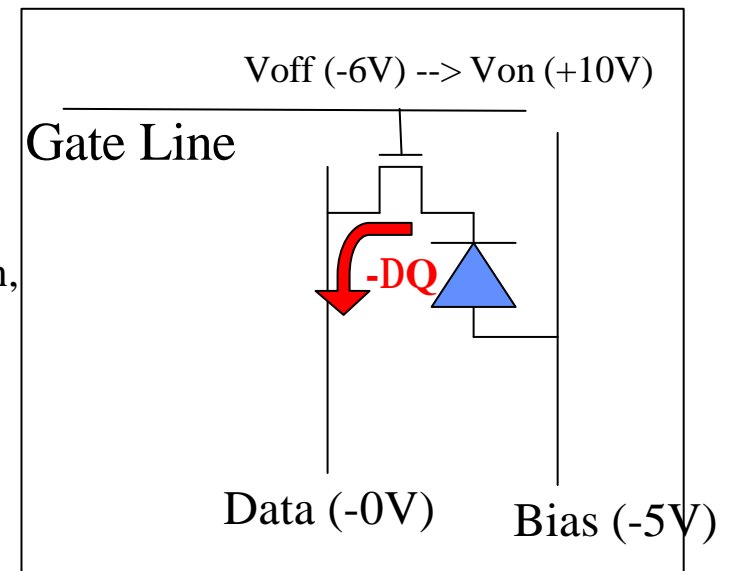 Voff (-6V) --> Von (+10V)
Gate Line
n,
-DQ
Data (-0V)
Bias (-5V)